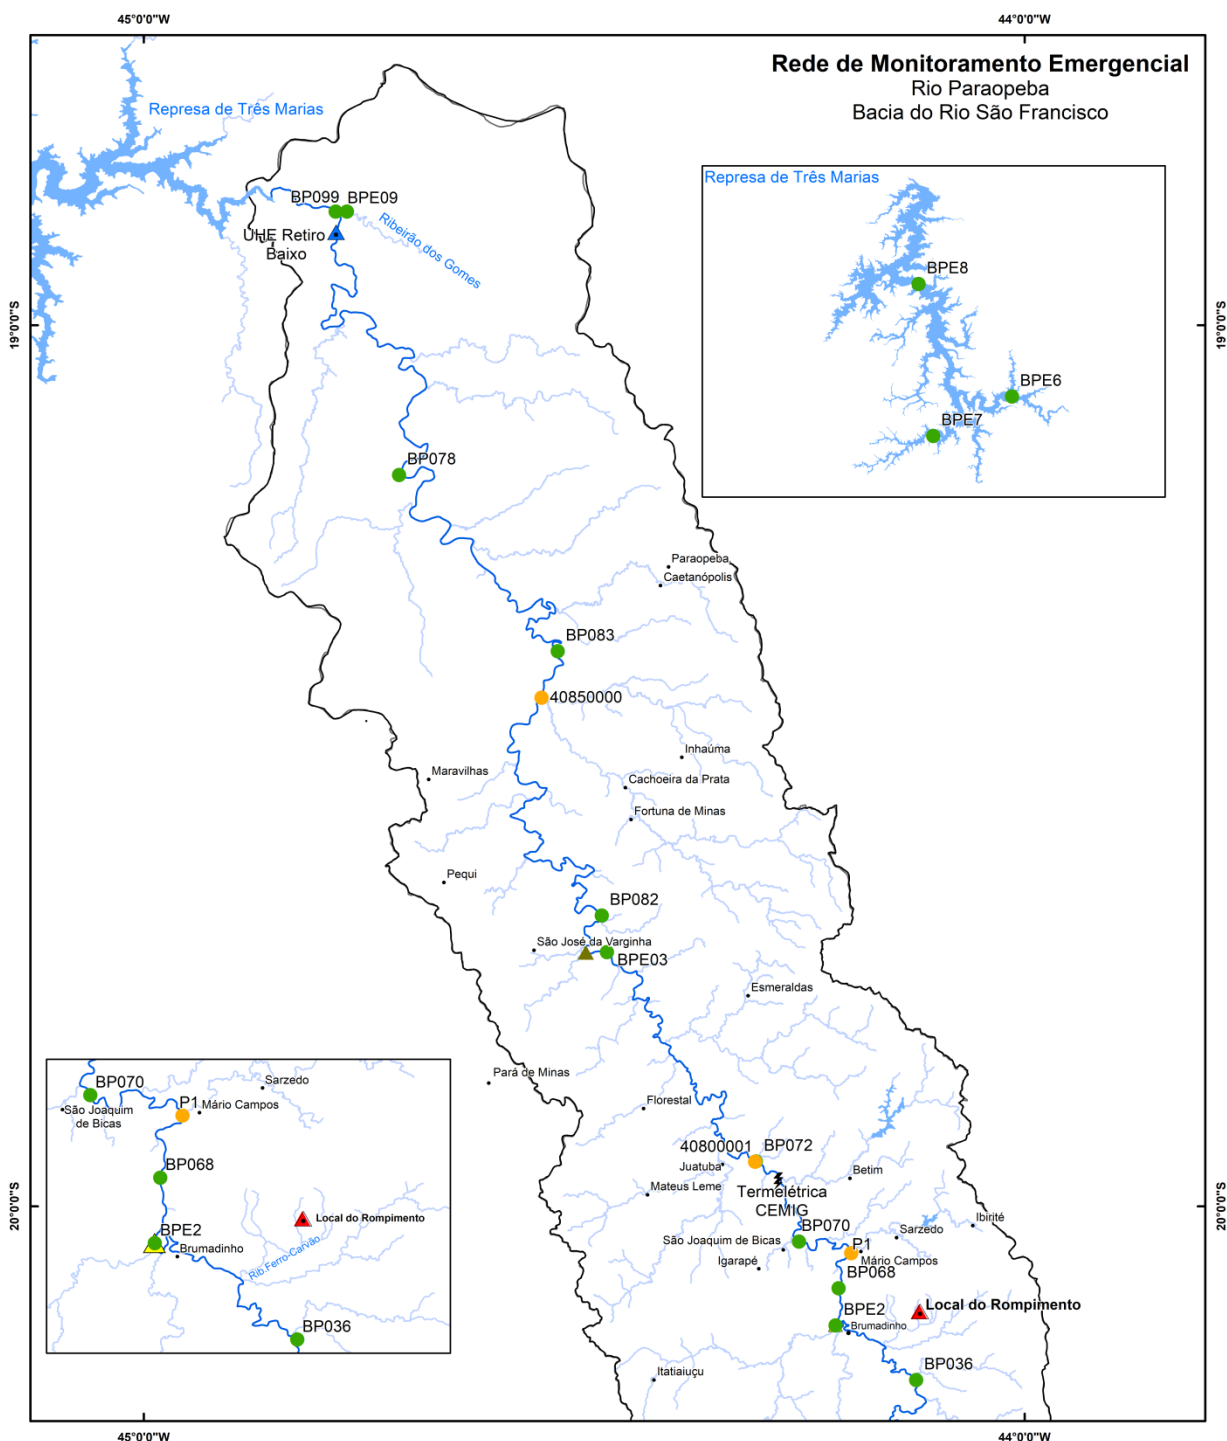 45°0'0"W
44°0'0"W
Rede de Monitoramento Emergencial
Rio Paraopeba
Bacia do Rio São Francisco
Represa de Três Marias
Represa de Três Marias
BP099
BPE09
Ribeirão dos Gomes
UHE Retiro
Baixo
BPE8
19°0'0"S
19°0'0"S
BPE6
BPE7
BP078
Paraopeba
Caetanópolis
BP083
40850000
Inhaúma
Maravilhas
Cachoeira da Prata
Fortuna de Minas
Pequi
BP082
São José da Varginha
BPE03
Esmeraldas
Pará de Minas
Florestal
40800001
BP072
Juatuba
Betim
Mateus Leme
Termelétrica
CEMIG
BP070
Ibirité
Sarzedo
São Joaquim de Bicas
P1
Mário Campos
Igarapé
BP068
Local do Rompimento
BPE2
Brumadinho
BP036
Itatiaiuçu
20°0'0"S
20°0'0"S
BP070
Sarzedo
São Joaquim
de Bicas
P1
Mário Campos
BP068
Local do Rompimento
BPE2
Brumadinho
Rib.Ferro-Carvão
BP036
45°0'0"W
44°0'0"W